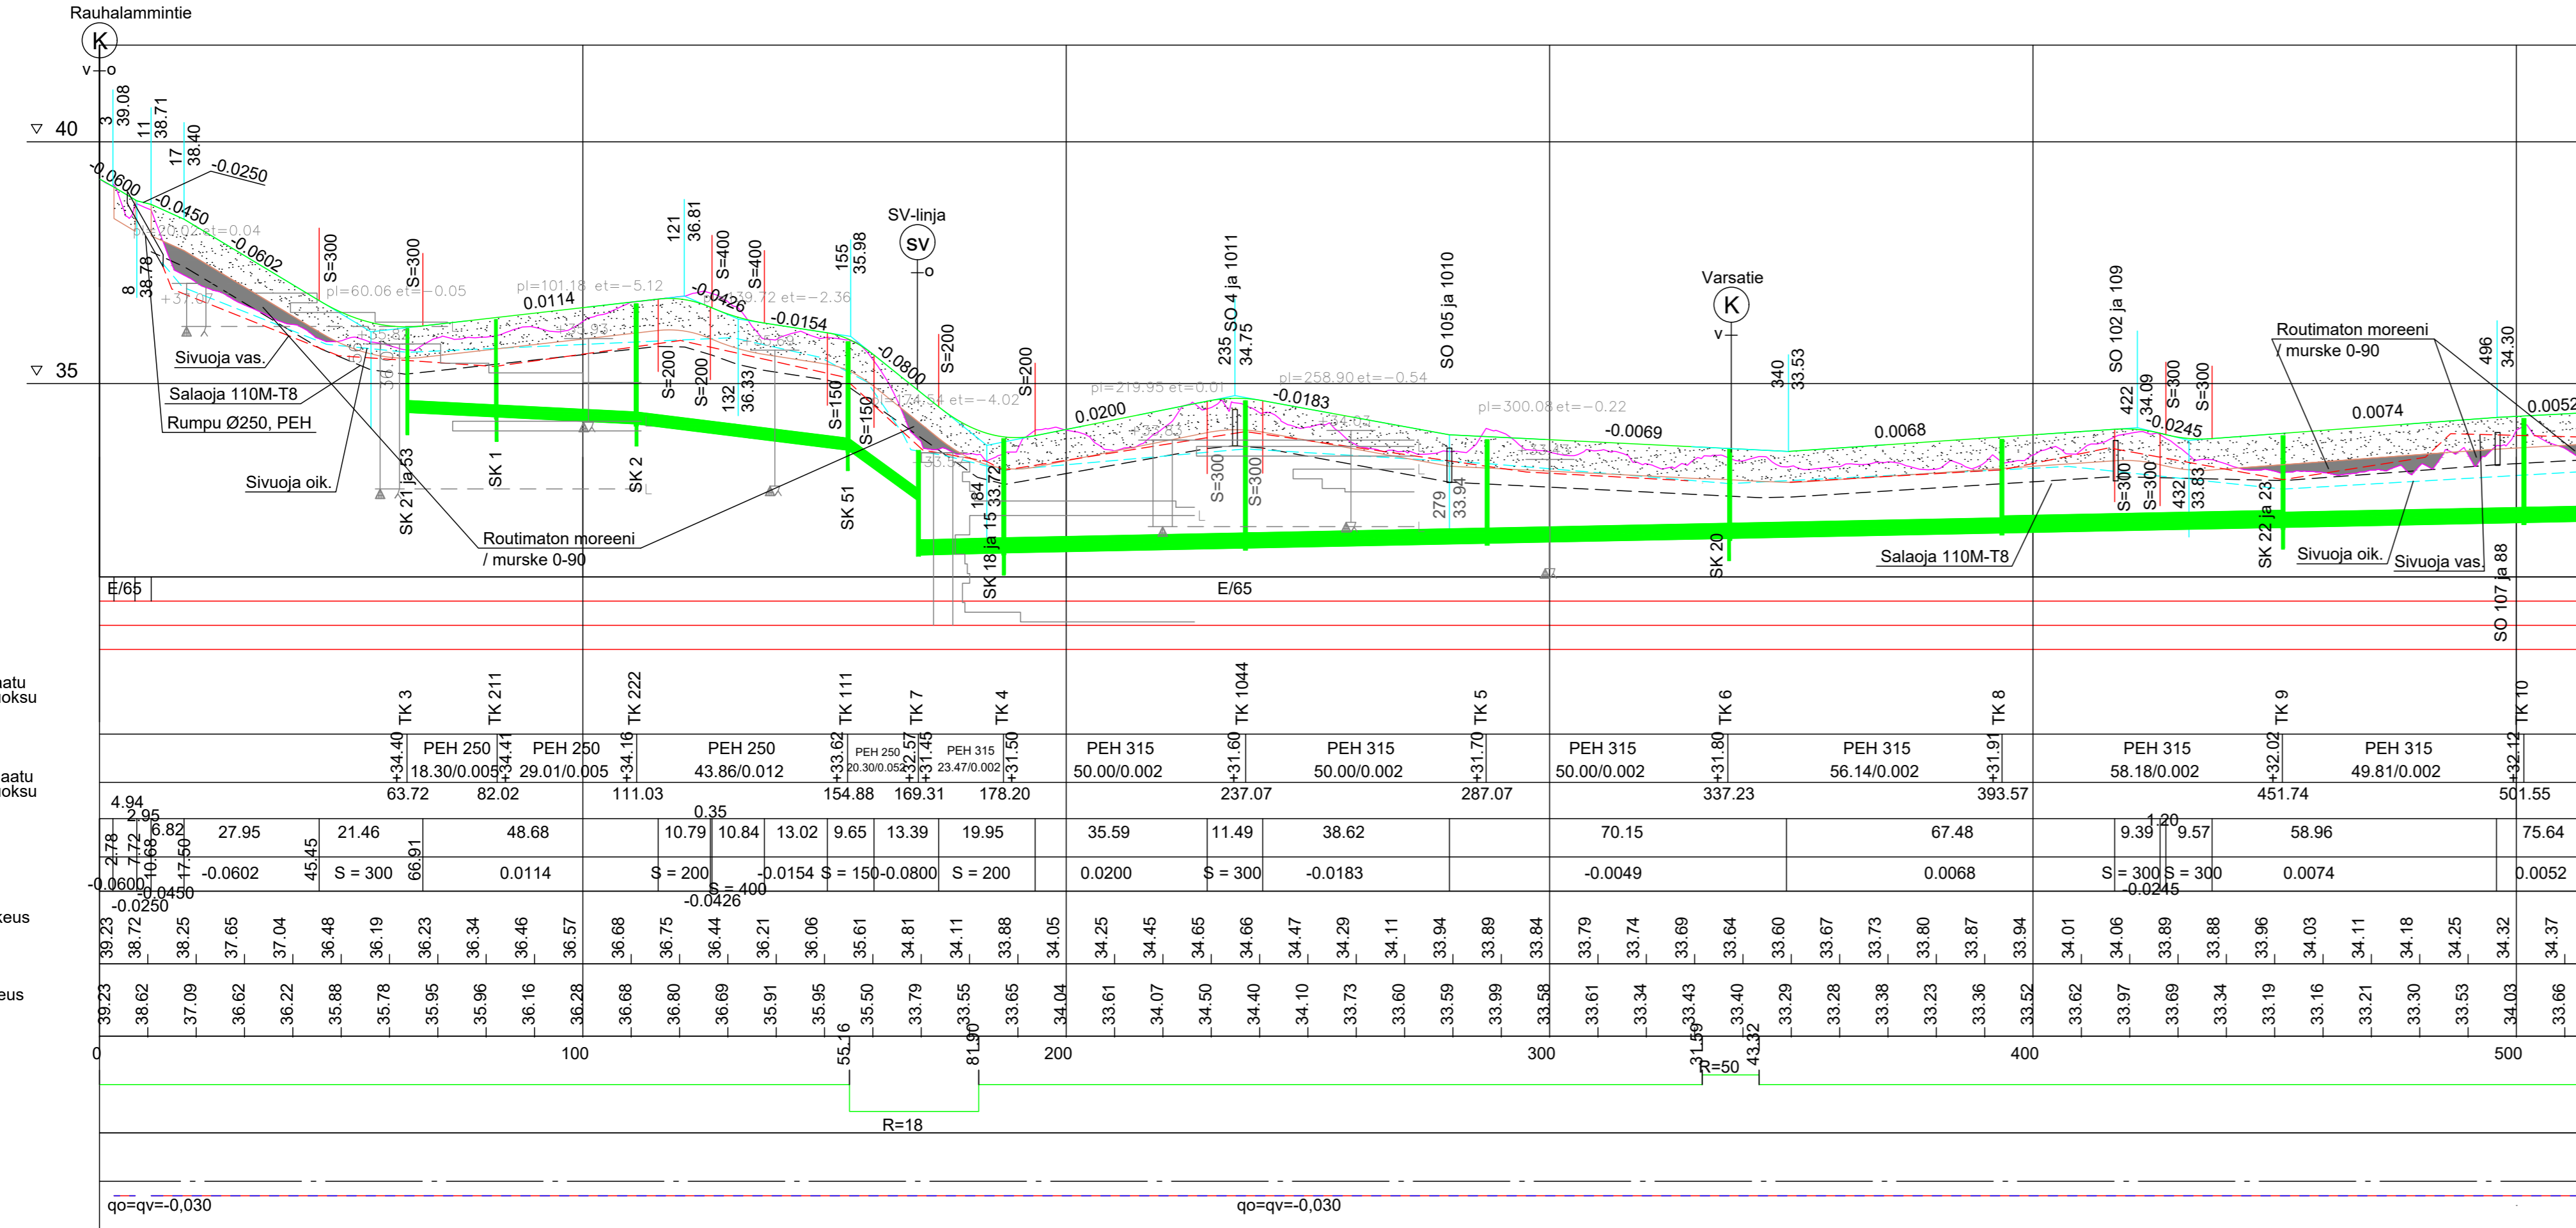 Rauhalammintie
K
v o
3
39.08
11
38.71
17
38.40
8
38.78
40
35
-0.0600
-0.0250
-0.0450
-0.0602
pl=20.02 et=0.04
S=300
S=300
pl=60.06 et=-0.05
pl=101.18 et=-5.12
0.0114
121
36.81
S=400
S=400
-0.0426
-0.0154
155
35.98
SV-linja
SV
o
-0.0800
S=200
S=200
S=200
S=200
132
36.33
S=150
S=150
184
33.72
0.0200
pl=219.95 et=0.01
235 SO 4 ja 1011
34.75
pl=258.90 et=-0.54
-0.0183
S=300
S=300
SO 105 ja 1010
279
33.94
pl=300.08 et=-0.22
-0.0069
Varsatie
K
v
340
33.53
0.0068
SO 102 ja 109
422
34.09
S=300
S=300
-0.0245
S=300
S=300
432
33.83
0.0074
Routimaton moreeni
/ murske 0-90
496
34.30
0.0052
Sivuoja vas.
Salaoja 110M-T8
Rumpu Ø250, PEH
Sivuoja oik.
SK 21 ja 53
SK 1
SK 2
SK 51
SK 18 ja 15
SK 20
SK 22 ja 23
SO 107 ja 88
Routimaton moreeni
/ murske 0-90
Salaoja 110M-T8
Sivuoja oik.
Sivuoja vas.
E/65
E/65
TK 3
TK 211
TK 222
TK 111
TK 7
TK 4
TK 1044
TK 5
TK 6
TK 8
TK 9
TK 10
+34.40
+34.41
+34.16
+33.62
+32.57
+31.45
+31.50
+31.60
+31.70
+31.80
+31.91
+32.02
+32.12
PEH 250 PEH 250 PEH 250 PEH 250 PEH 315 PEH 315 PEH 315 PEH 315 PEH 315 PEH 315 PEH 315
18.30/0.005 29.01/0.005 43.86/0.012 20.30/0.052 23.47/0.002 50.00/0.002 50.00/0.002 50.00/0.002 56.14/0.002 58.18/0.002 49.81/0.002
63.72 82.02 111.03 154.88 169.31 178.20 237.07 287.07 337.23 393.57 451.74 501.55
4.94
2.95
0.35
1.20
6.82 27.95 21.46 48.68 10.79 10.84 13.02 9.65 13.39 19.95 35.59 11.49 38.62 70.15 67.48 9.39 9.57 58.96 75.64
2.78 7.72 10.68 17.50 45.45 66.91
-0.0602 S = 300 0.0114 S = 200 -0.0154 S = 150 -0.0800 S = 200 0.0200 S = 300 -0.0183 -0.0049 0.0068 S = 300 S = 300 0.0074 0.0052
-0.0600
-0.0450
-0.0250
S = 400
-0.0426
-0.0245
39.23 38.72 38.25 37.65 37.04 36.48 36.19 36.23 36.34 36.46 36.57 36.68 36.75 36.44 36.21 36.06 35.61 34.81 34.11 33.88 34.05 34.25 34.45 34.65 34.66 34.47 34.29 34.11 33.94 33.89 33.84 33.79 33.74 33.69 33.64 33.60 33.67 33.73 33.80 33.87 33.94 34.01 34.06 33.89 33.88 33.96 34.03 34.11 34.18 34.25 34.32 34.37
39.23 38.62 37.09 36.62 36.22 35.88 35.78 35.95 35.96 36.16 36.28 36.68 36.80 36.69 35.91 35.95 35.50 33.79 33.55 33.65 34.04 33.61 34.07 34.50 34.40 34.10 33.73 33.60 33.59 33.99 33.58 33.61 33.34 33.43 33.40 33.29 33.28 33.38 33.23 33.36 33.52 33.62 33.97 33.69 33.34 33.19 33.16 33.21 33.30 33.53 34.03 33.66
0 100 200 300 400 500
55.16
81.90
31.59
43.32
R=18
R=50
qo=qv=-0,030
qo=qv=-0,030